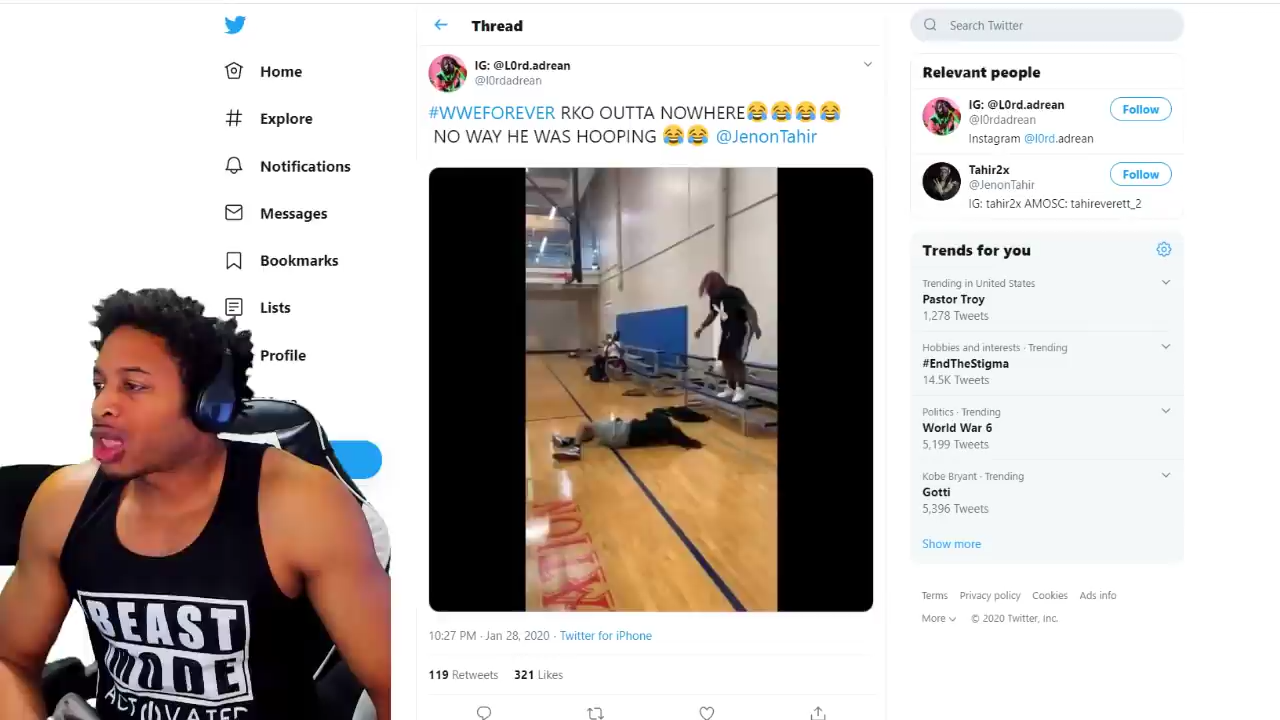 Home
Explore
Notifications
Messages
Bookmarks
Lists
Profile
BEAST
MODE
ACTIVATED
Thread
IG: @L0rd.adrean
@l0rdadrean
#WWEFOREVER RKO OUTTA NOWHERE😂😂😂😂
NO WAY HE WAS HOOPING 😂😂 @JenonTahir
10:27 PM · Jan 28, 2020 · Twitter for iPhone
119 Retweets 321 Likes
Search Twitter
Relevant people
IG: @L0rd.adrean
@l0rdadrean
Follow
Instagram @l0rd.adrean
Tahir2x
@JenonTahir
Follow
IG: tahir2x AMOSC: tahireverett_2
Trends for you
Trending in United States
Pastor Troy
1,278 Tweets
Hobbies and interests · Trending
#EndTheStigma
14.5K Tweets
Politics · Trending
World War 6
5,199 Tweets
Kobe Bryant · Trending
Gotti
5,396 Tweets
Show more
Terms Privacy policy Cookies Ads info
More © 2020 Twitter, Inc.